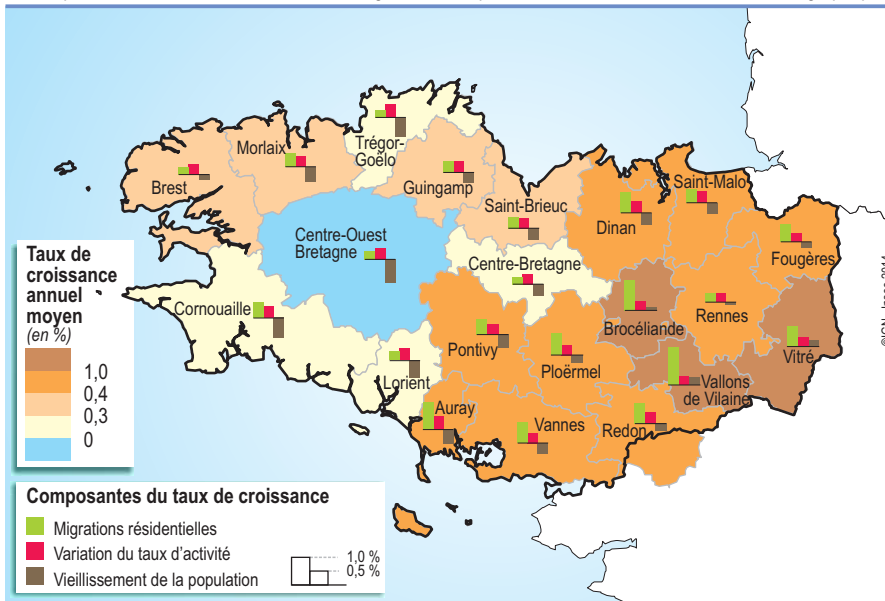 Trégor-
Goëlo
Morlaix
Brest
Guingamp
Saint-Brieuc
Saint-Malo
Dinan
Fougères
Centre-Ouest
Bretagne
Centre-Bretagne
Cornouaille
Brocéliande
Rennes
Pontivy
Ploërmel
Vitré
Lorient
Vallons
de Vilaine
Auray
Vannes
Redon
Taux de
croissance
annuel
moyen
(en %)
1,0
0,4
0,3
0
Composantes du taux de croissance
Migrations résidentielles
Variation du taux d'activité
Vieillissement de la population
1,0 %
0,5 %